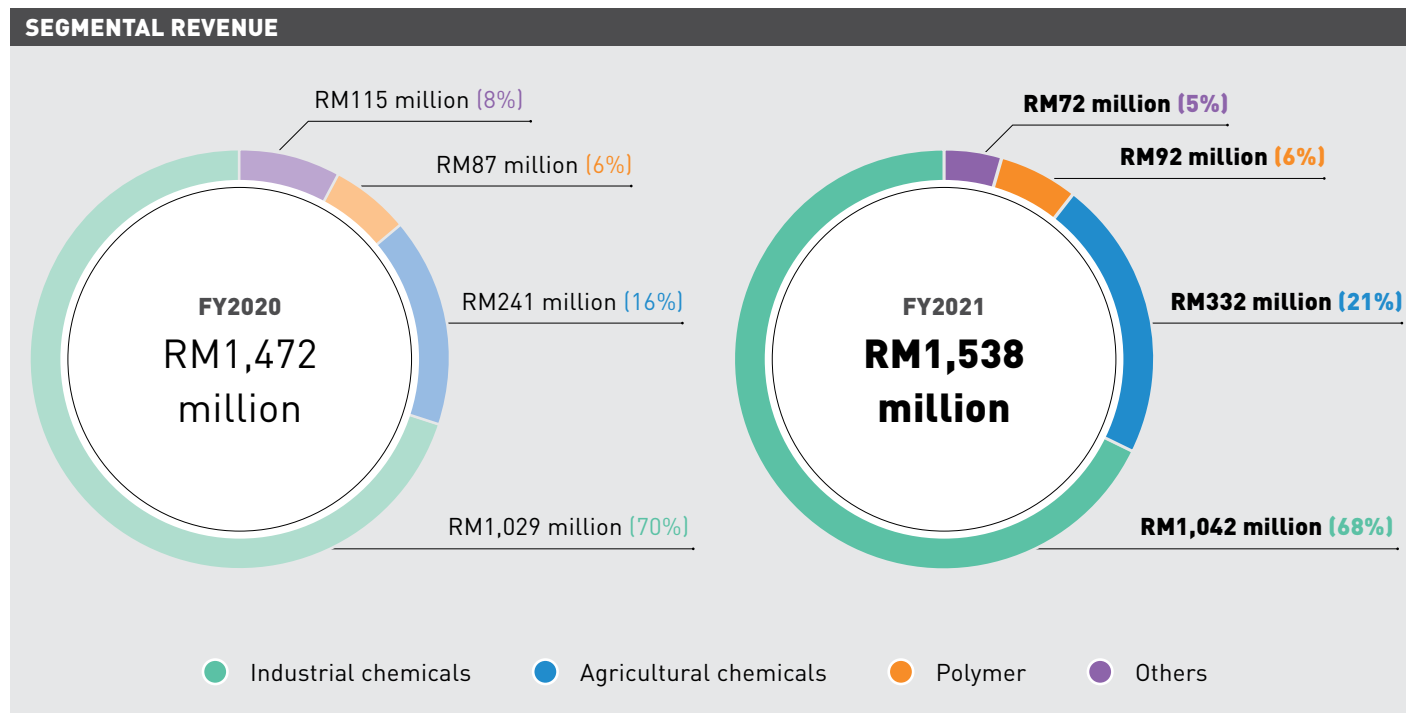 SEGMENTAL REVENUE
RM115 million (8%)
RM87 million (6%)
RM241 million (16%)
RM1,029 million (70%)
FY2020
RM1,472
million
RM72 million (5%)
RM92 million (6%)
RM332 million (21%)
RM1,042 million (68%)
FY2021
RM1,538
million
Industrial chemicals
Agricultural chemicals
Polymer
Others